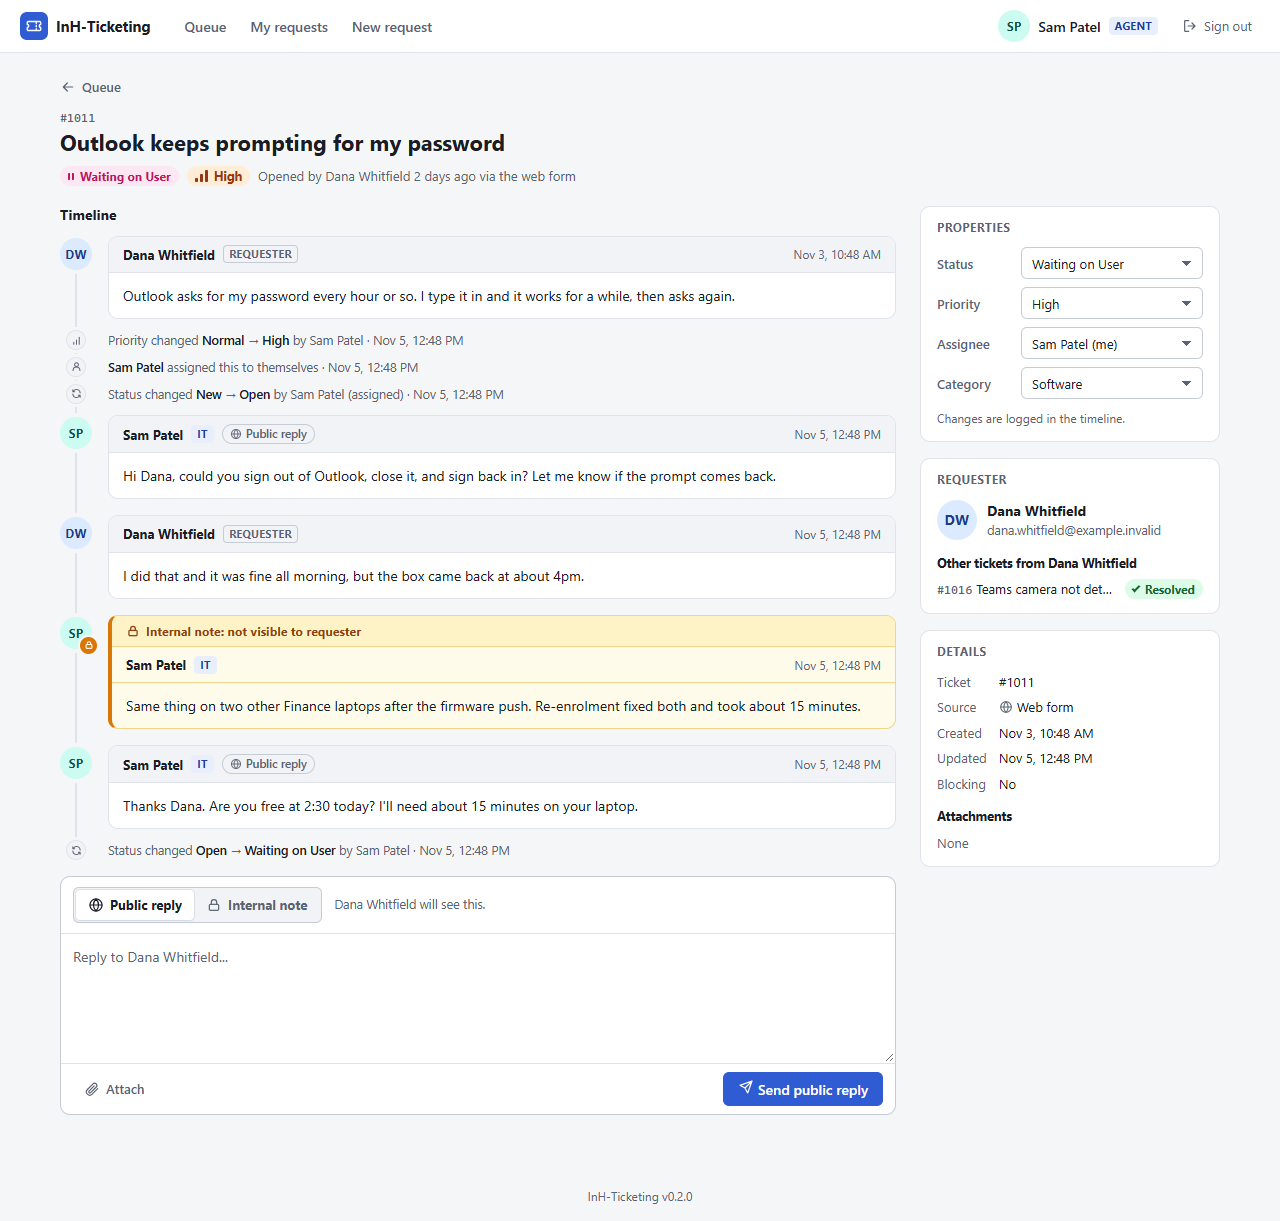 InH-Ticketing
Queue
My requests
New request
SP
Sam Patel
AGENT
Sign out
Queue
#1011
Outlook keeps prompting for my password
Waiting on User
High
Opened by Dana Whitfield 2 days ago via the web form
Timeline
DW
Dana Whitfield REQUESTER Nov 3, 10:48 AM
Outlook asks for my password every hour or so. I type it in and it works for a while, then asks again.
Priority changed Normal → High by Sam Patel · Nov 5, 12:48 PM
Sam Patel assigned this to themselves · Nov 5, 12:48 PM
Status changed New → Open by Sam Patel (assigned) · Nov 5, 12:48 PM
SP
Sam Patel IT Public reply Nov 5, 12:48 PM
Hi Dana, could you sign out of Outlook, close it, and sign back in? Let me know if the prompt comes back.
DW
Dana Whitfield REQUESTER Nov 5, 12:48 PM
I did that and it was fine all morning, but the box came back at about 4pm.
SP
Internal note: not visible to requester
Sam Patel IT Nov 5, 12:48 PM
Same thing on two other Finance laptops after the firmware push. Re-enrolment fixed both and took about 15 minutes.
SP
Sam Patel IT Public reply Nov 5, 12:48 PM
Thanks Dana. Are you free at 2:30 today? I'll need about 15 minutes on your laptop.
Status changed Open → Waiting on User by Sam Patel · Nov 5, 12:48 PM
Public reply
Internal note
Dana Whitfield will see this.
Reply to Dana Whitfield...
Attach
Send public reply
PROPERTIES
Status Waiting on User
Priority High
Assignee Sam Patel (me)
Category Software
Changes are logged in the timeline.
REQUESTER
DW
Dana Whitfield
dana.whitfield@example.invalid
Other tickets from Dana Whitfield
#1016 Teams camera not det... Resolved
DETAILS
Ticket #1011
Source Web form
Created Nov 3, 10:48 AM
Updated Nov 5, 12:48 PM
Blocking No
Attachments
None
InH-Ticketing v0.2.0